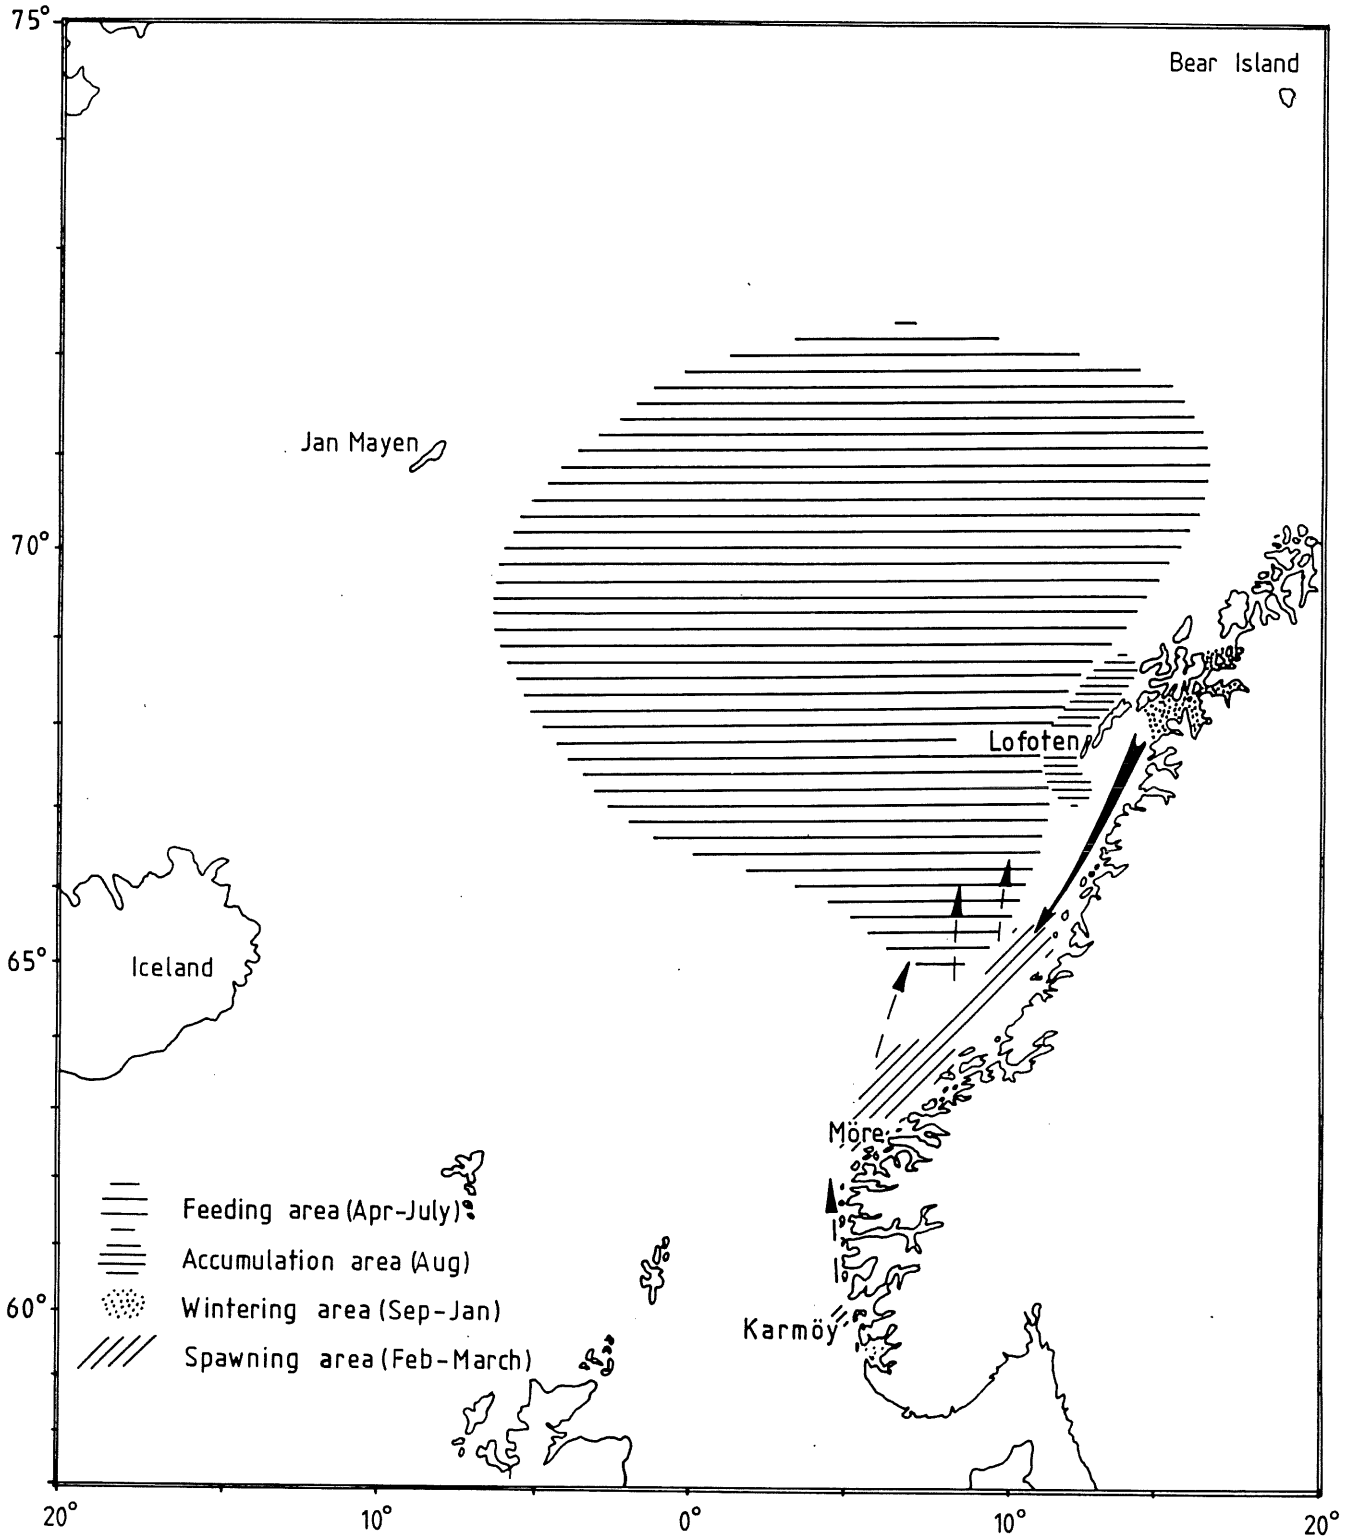 75°
Bear Island
Jan Mayen
70°
Lofoten
65°
Iceland
Möre
Feeding area (Apr-July)
Accumulation area (Aug)
60°
Wintering area (Sep-Jan)
Karmöy
Spawning area (Feb-March)
20°
10°
0°
10°
20°